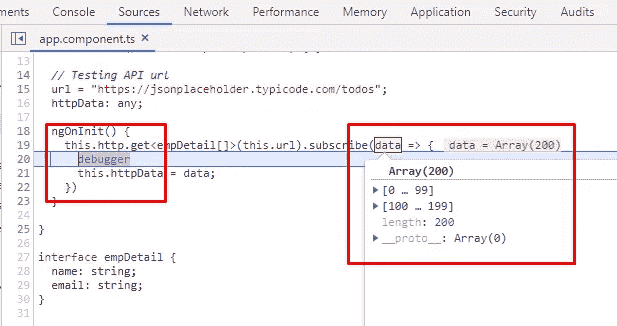 ments Console Sources Network Performance Memory Application Security Audits
app.component.ts ×
13
14 // Testing API url
15 url = "https://jsonplaceholder.typicode.com/todos";
16 httpData: any;
17
18 ngOnInit() {
19 this.http.get<empDetail[]>(this.url).subscribe(data => { data = Array(200)
20 debugger
21 this.httpData = data;
22 })
23 }
24
25 }
26
27 interface empDetail {
28 name: string;
29 email: string;
30 }
31
Array(200)
[0 … 99]
[100 … 199]
length: 200
__proto__: Array(0)